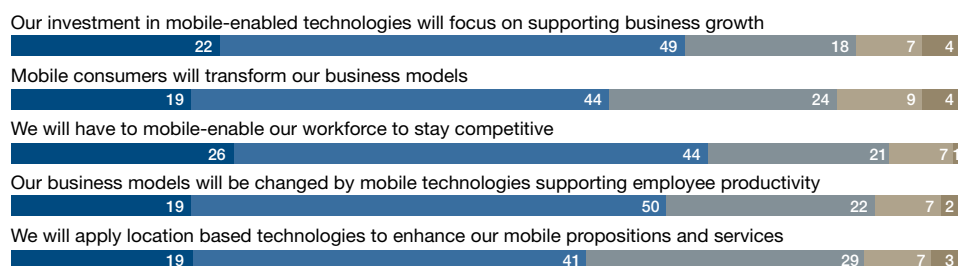 Our investment in mobile-enabled technologies will focus on supporting business growth
22 49 18 7 4
Mobile consumers will transform our business models
19 44 24 9 4
We will have to mobile-enable our workforce to stay competitive
26 44 21 7 1
Our business models will be changed by mobile technologies supporting employee productivity
19 50 22 7 2
We will apply location based technologies to enhance our mobile propositions and services
19 41 29 7 3